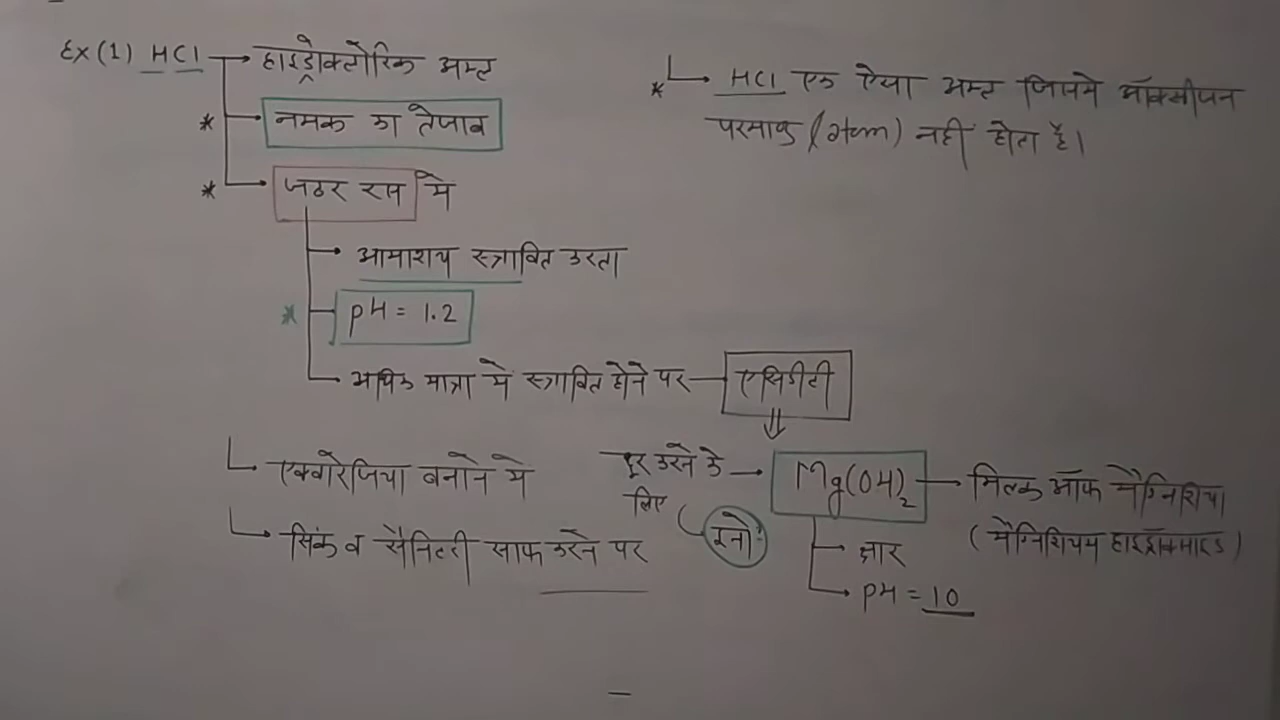 Ex (1) HCl → हाइड्रोक्लोरिक अम्ल
* नमक का तेजाब
* जठर रस में
आमाशय स्त्रावित करता
* pH = 1.2
अधिक मात्रा में स्त्रावित होने पर — एसिडीटी
दूर करने के लिए → Mg(OH)₂ → मिल्क ऑफ मैग्निशिया
(मैग्निशियम हाइड्रॉक्साइड)
इनो
क्षार
pH = 10
एक्वारेजिया बनाने में
सिंक व सैनिटरी साफ करने पर
* HCl एक ऐसा अम्ल जिसमे ऑक्सीजन
परमाणु (atom) नहीं होता है।